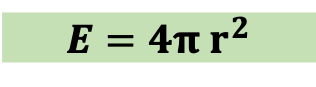 E = 4π r²